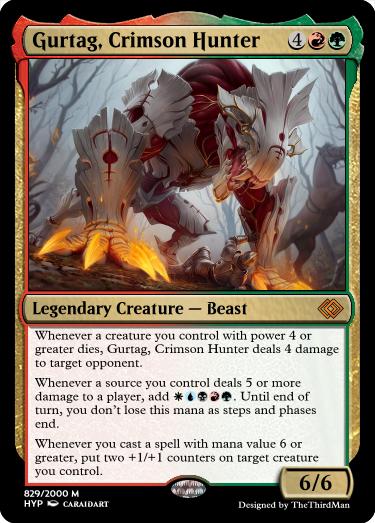 Gurtag, Crimson Hunter 4
Legendary Creature — Beast
Whenever a creature you control with power 4 or
greater dies, Gurtag, Crimson Hunter deals 4 damage
to target opponent.
Whenever a source you control deals 5 or more
damage to a player, add . Until end
of turn, you don't lose this mana as steps and phases
end.
Whenever you cast a spell with mana value 6 or
greater, put two +1/+1 counters on target creature
you control.
6/6
829/2000 M
HYP CARAIDART
Designed by TheThirdMan